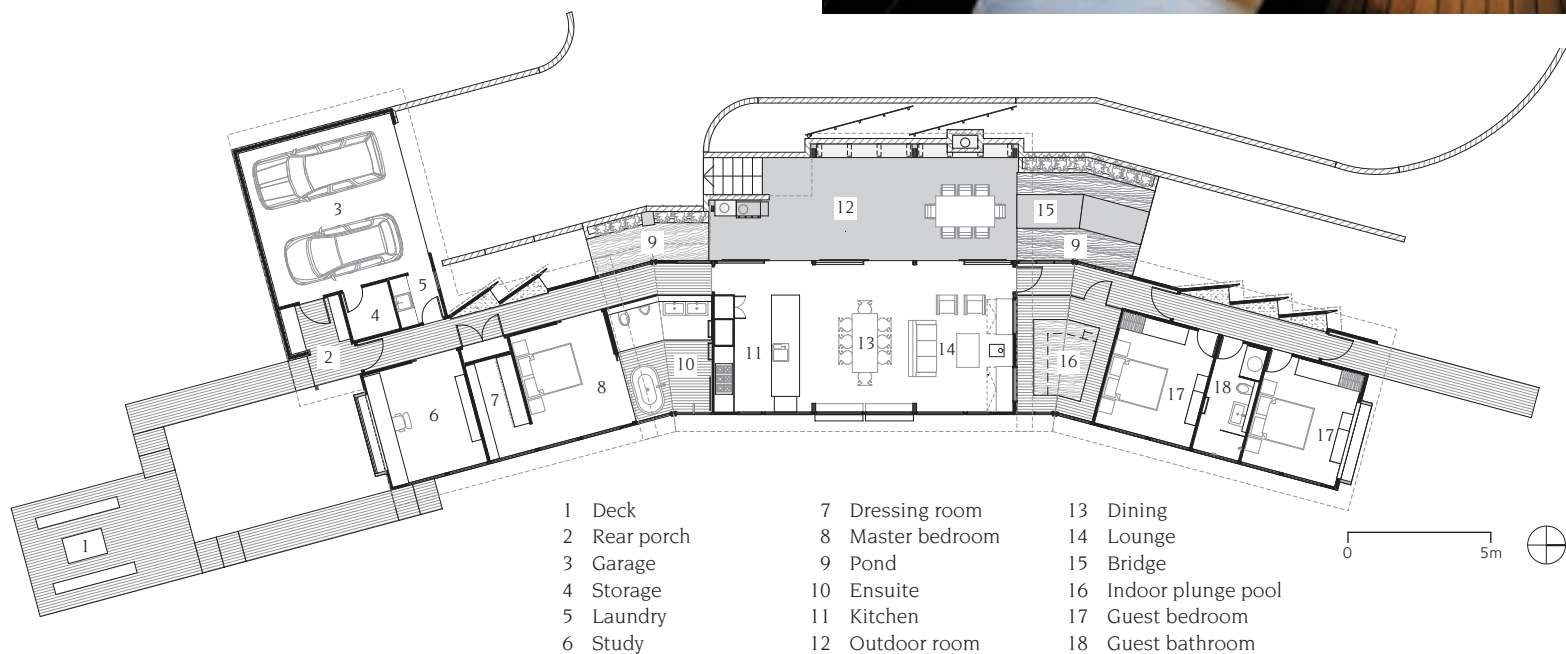 3
12
15
9
9
5
4
2
13
14
11
16
10
8
6
7
17
18
17
1
1 Deck
2 Rear porch
3 Garage
4 Storage
5 Laundry
6 Study
7 Dressing room
8 Master bedroom
9 Pond
10 Ensuite
11 Kitchen
12 Outdoor room
13 Dining
14 Lounge
15 Bridge
16 Indoor plunge pool
17 Guest bedroom
18 Guest bathroom
0 5m